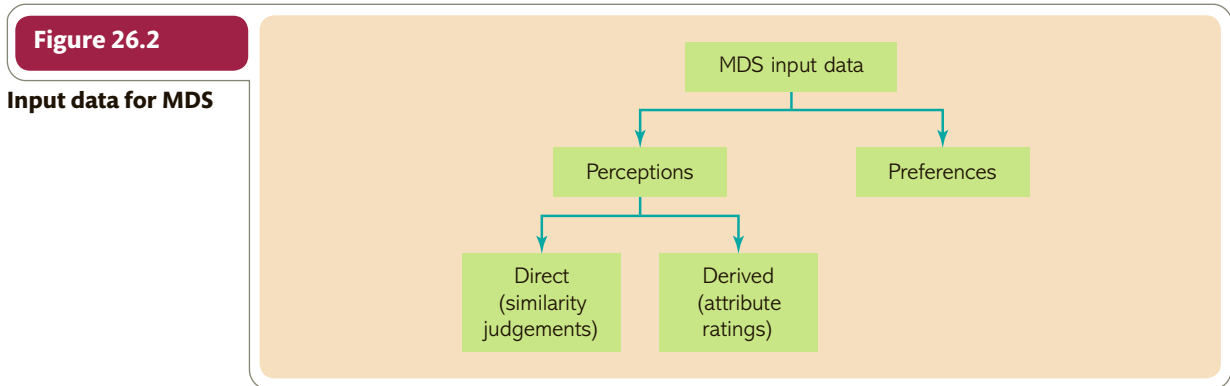 Figure 26.2
Input data for MDS
MDS input data
Perceptions
Preferences
Direct
(similarity
judgements)
Derived
(attribute
ratings)